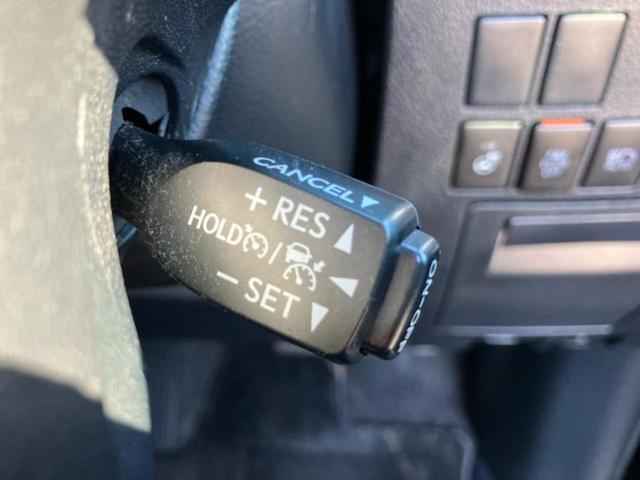 CANCEL▼
+ RES ▲
HOLD / ◀
− SET ▼
ON-OFF